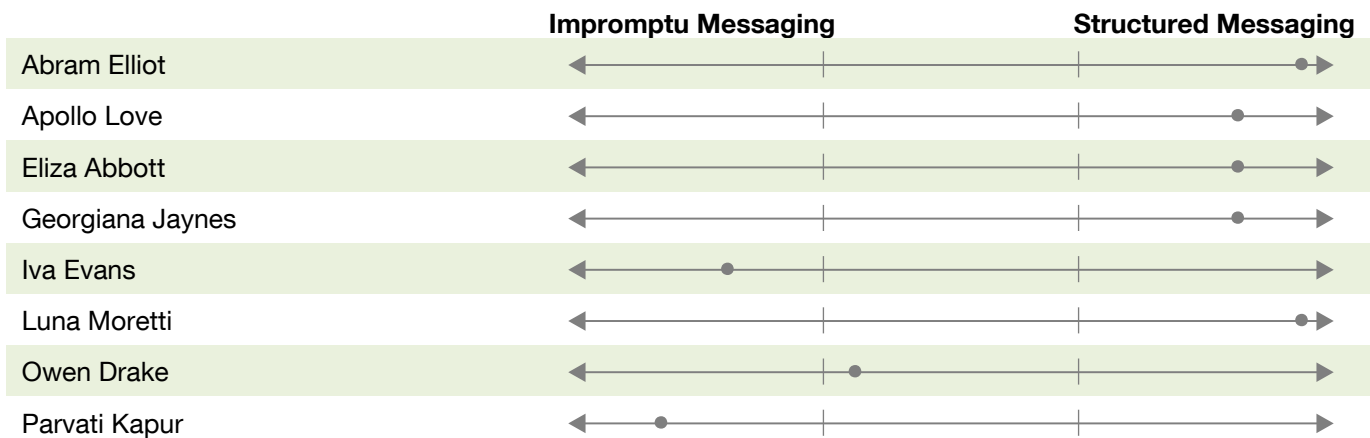 Impromptu Messaging Structured Messaging
Abram Elliot
Apollo Love
Eliza Abbott
Georgiana Jaynes
Iva Evans
Luna Moretti
Owen Drake
Parvati Kapur